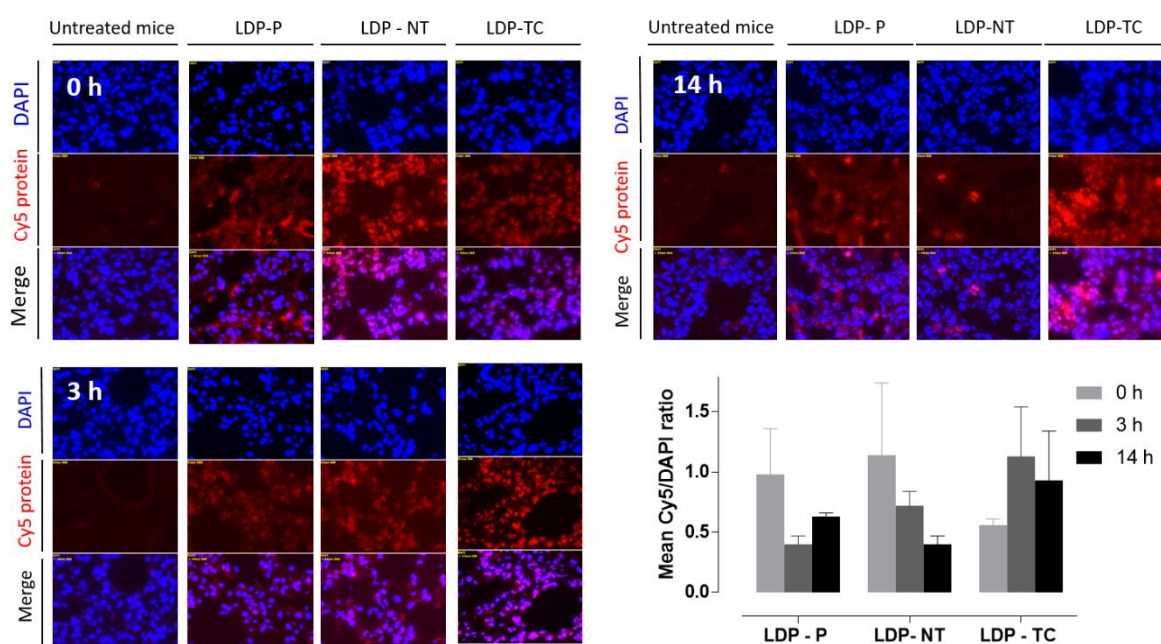 Untreated mice LDP-P LDP - NT LDP-TC
0 h
DAPI
Cy5 protein
Merge
Untreated mice LDP- P LDP-NT LDP-TC
14 h
DAPI
Cy5 protein
Merge
3 h
DAPI
Cy5 protein
Merge
Mean Cy5/DAPI ratio
1.5
1.0
0.5
0.0
LDP - P LDP- NT LDP - TC
0 h
3 h
14 h